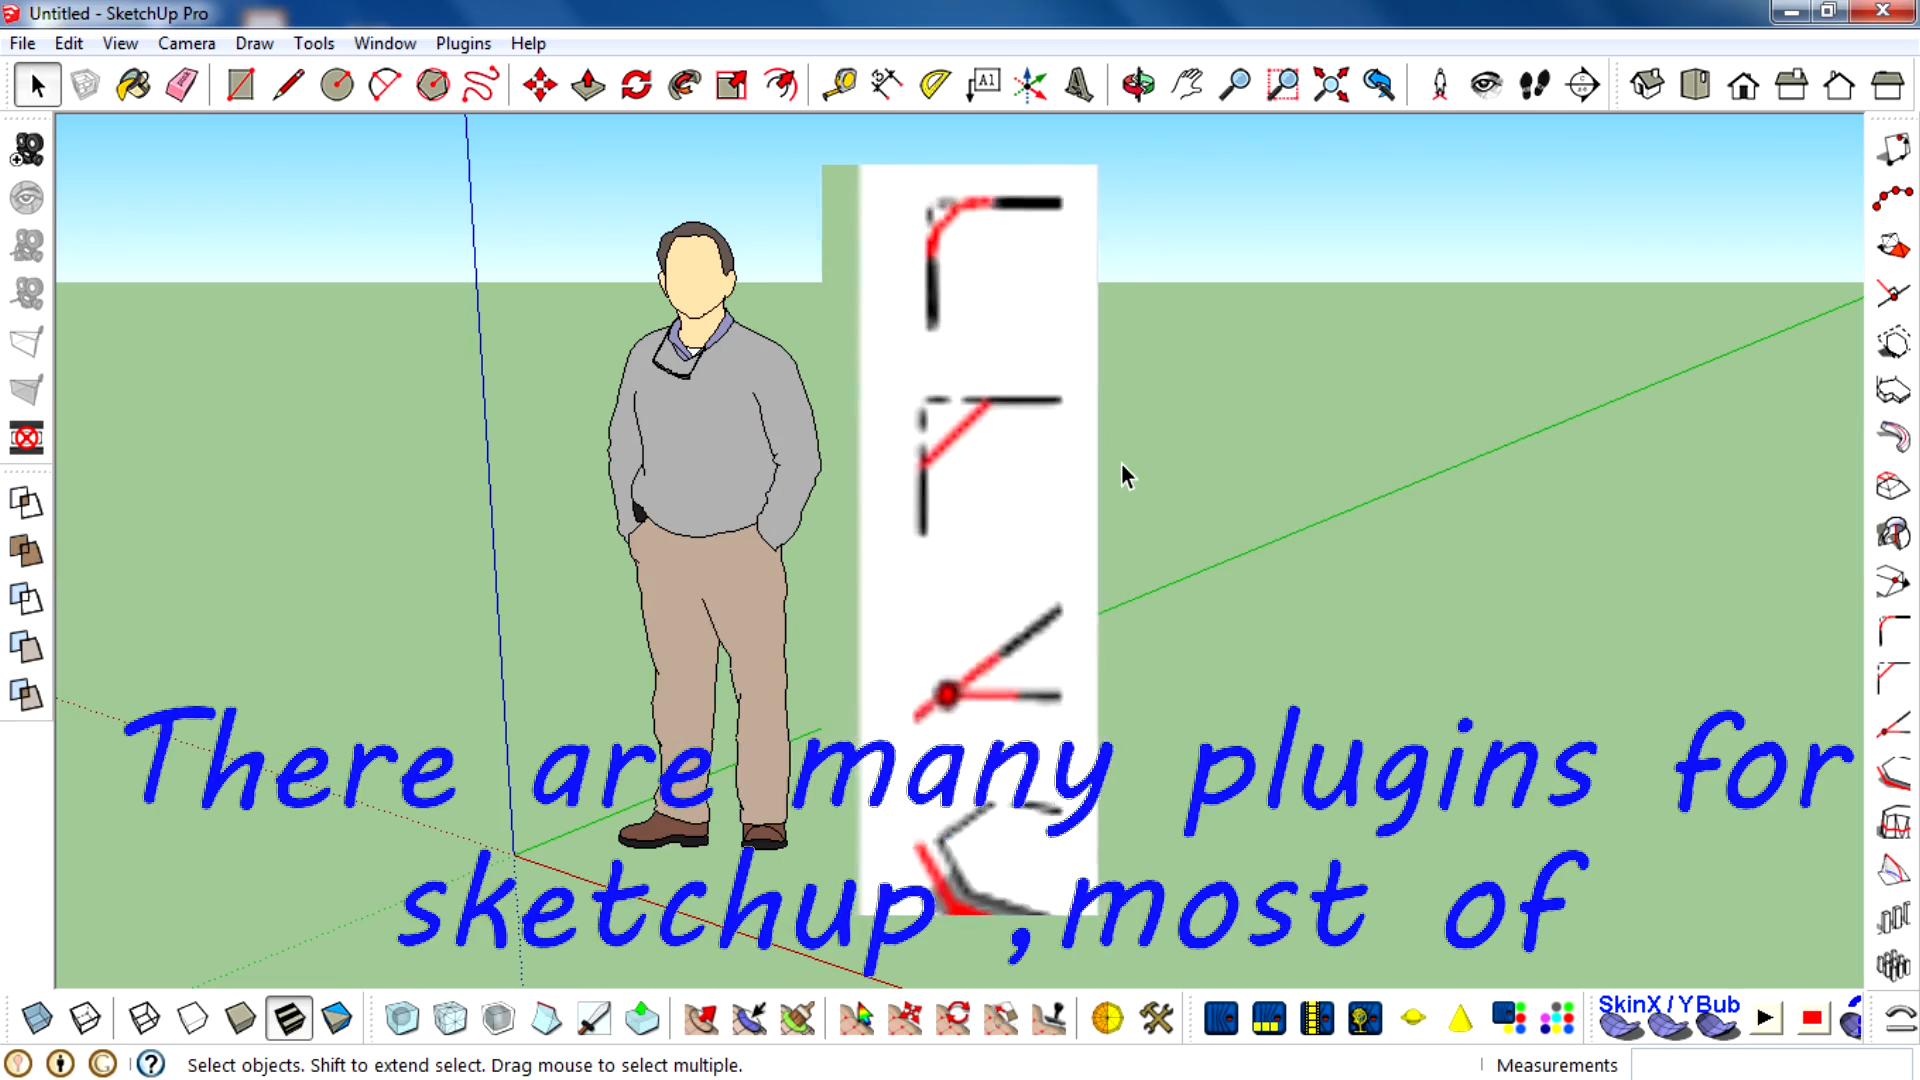 Untitled - SketchUp Pro
File Edit View Camera Draw Tools Window Plugins Help
A1
There are many plugins for
sketchup ,most of
SkinX / YBub
Select objects. Shift to extend select. Drag mouse to select multiple.
Measurements